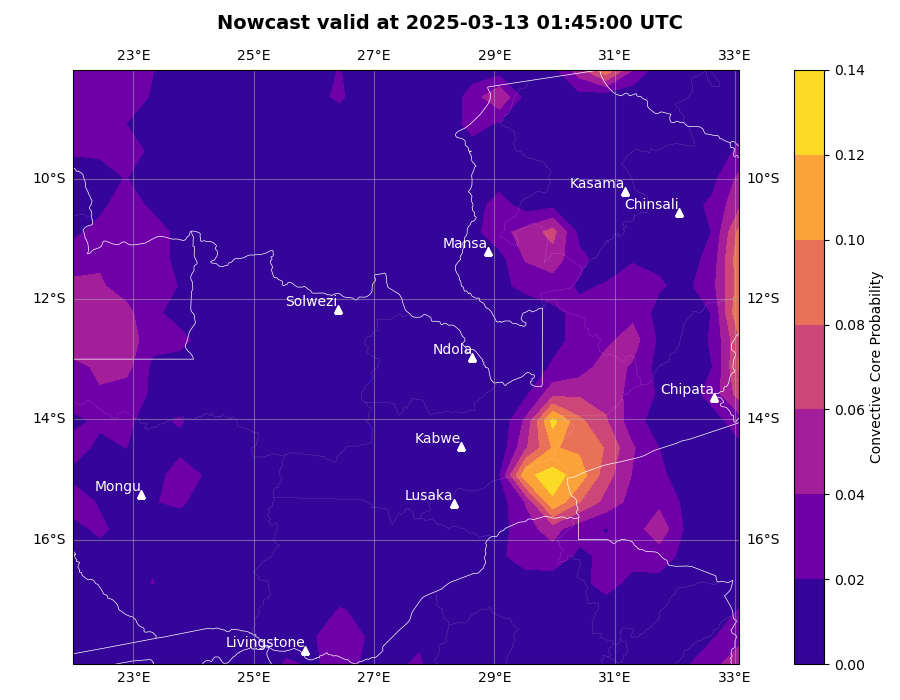 Nowcast valid at 2025-03-13 01:45:00 UTC
23°E 25°E 27°E 29°E 31°E 33°E
0.14
0.12
10°S Kasama 10°S
Chinsali
0.10
Mansa
12°S Solwezi 12°S
0.08
Ndola
Convective Core Probability
Chipata
0.06
14°S 14°S
Kabwe
Mongu Lusaka
0.04
16°S 16°S
0.02
Livingstone
0.00
23°E 25°E 27°E 29°E 31°E 33°E